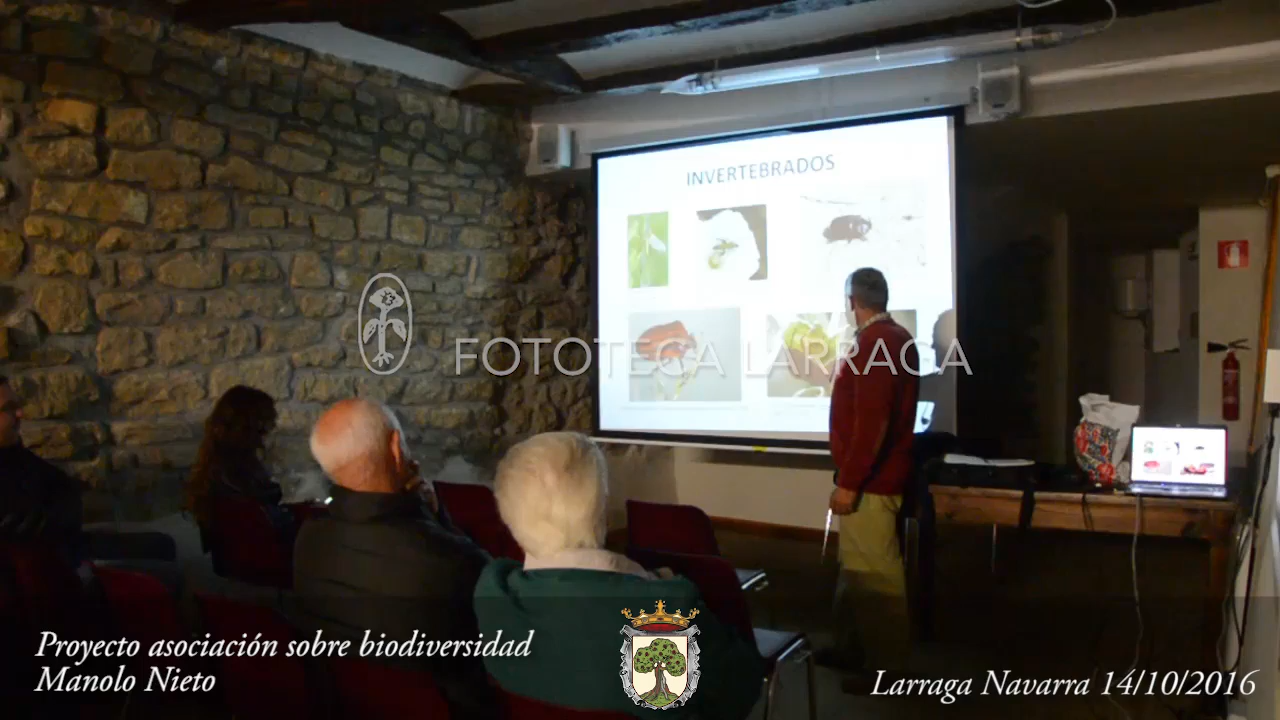 INVERTEBRADOS
FOTOTECA LARRAGA
Proyecto asociación sobre biodiversidad
Manolo Nieto
Larraga Navarra 14/10/2016